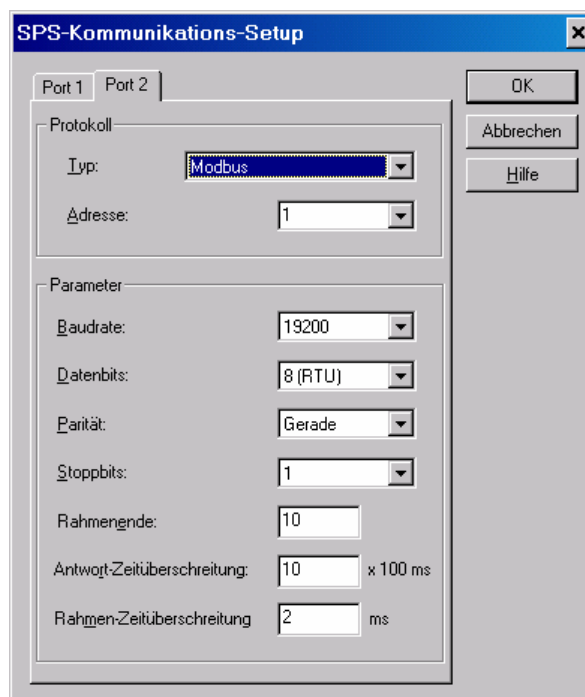 SPS-Kommunikations-Setup
Port 1 Port 2
OK
Abbrechen
Hilfe
Protokoll
Typ: Modbus
Adresse: 1
Parameter
Baudrate: 19200
Datenbits: 8 (RTU)
Parität: Gerade
Stoppbits: 1
Rahmenende: 10
Antwort-Zeitüberschreitung: 10 x 100 ms
Rahmen-Zeitüberschreitung 2 ms